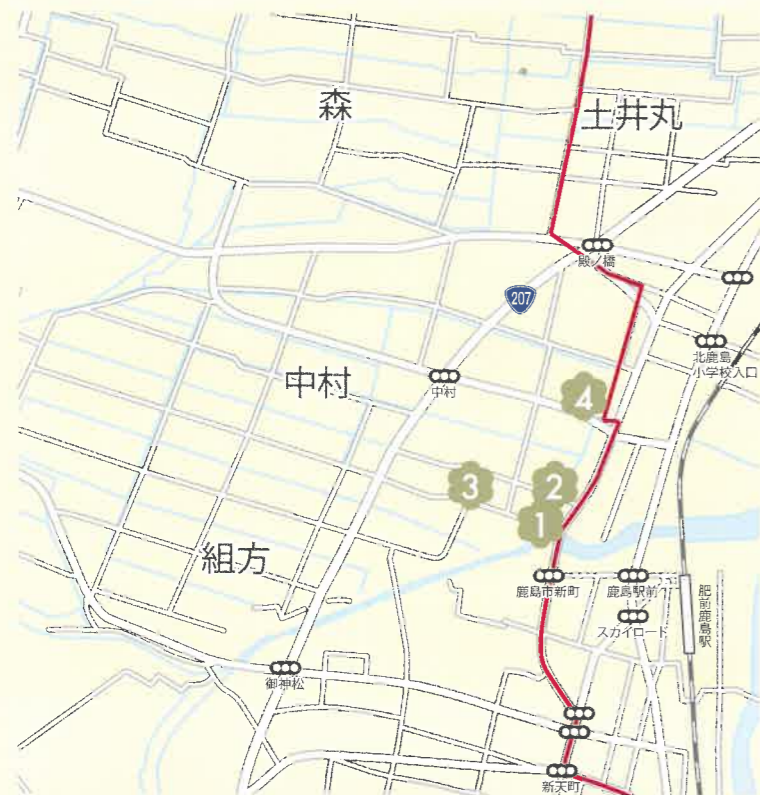 森
土井丸
殿ノ橋
207
北鹿島
小学校入口
中村
中村
4
3
2
1
組方
鹿島市新町
鹿島駅前
肥前鹿島駅
スカイロード
御神松
新天町